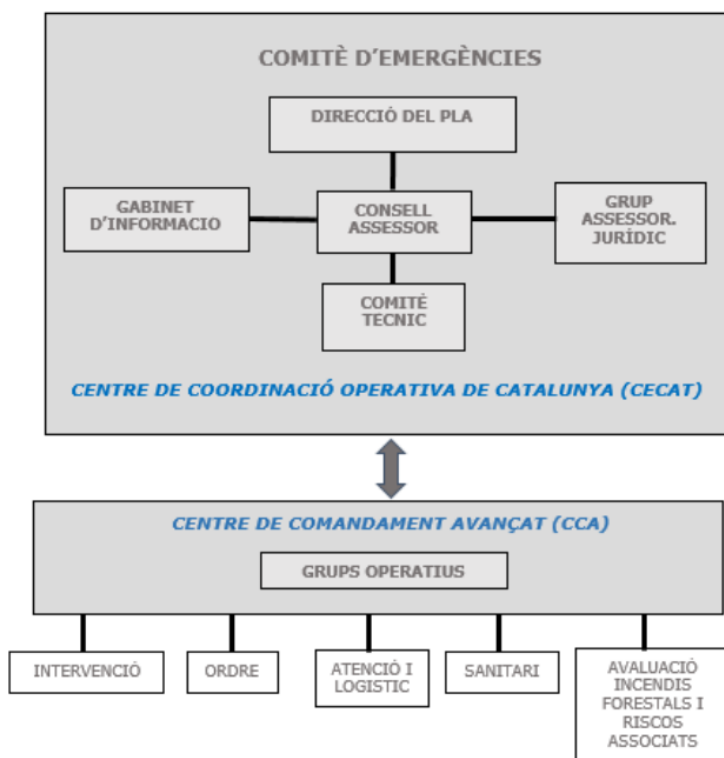 COMITÈ D'EMERGÈNCIES
DIRECCIÓ DEL PLA
GABINET
D'INFORMACIO
CONSELL
ASSESSOR
GRUP
ASSESSOR.
JURÍDIC
COMITÉ
TECNIC
CENTRE DE COORDINACIÓ OPERATIVA DE CATALUNYA (CECAT)
CENTRE DE COMANDAMENT AVANÇAT (CCA)
GRUPS OPERATIUS
INTERVENCIÓ
ORDRE
ATENCIÓ I
LOGISTIC
SANITARI
AVALUACIÓ
INCENDIS
FORESTALS I
RISCOS
ASSOCIATS